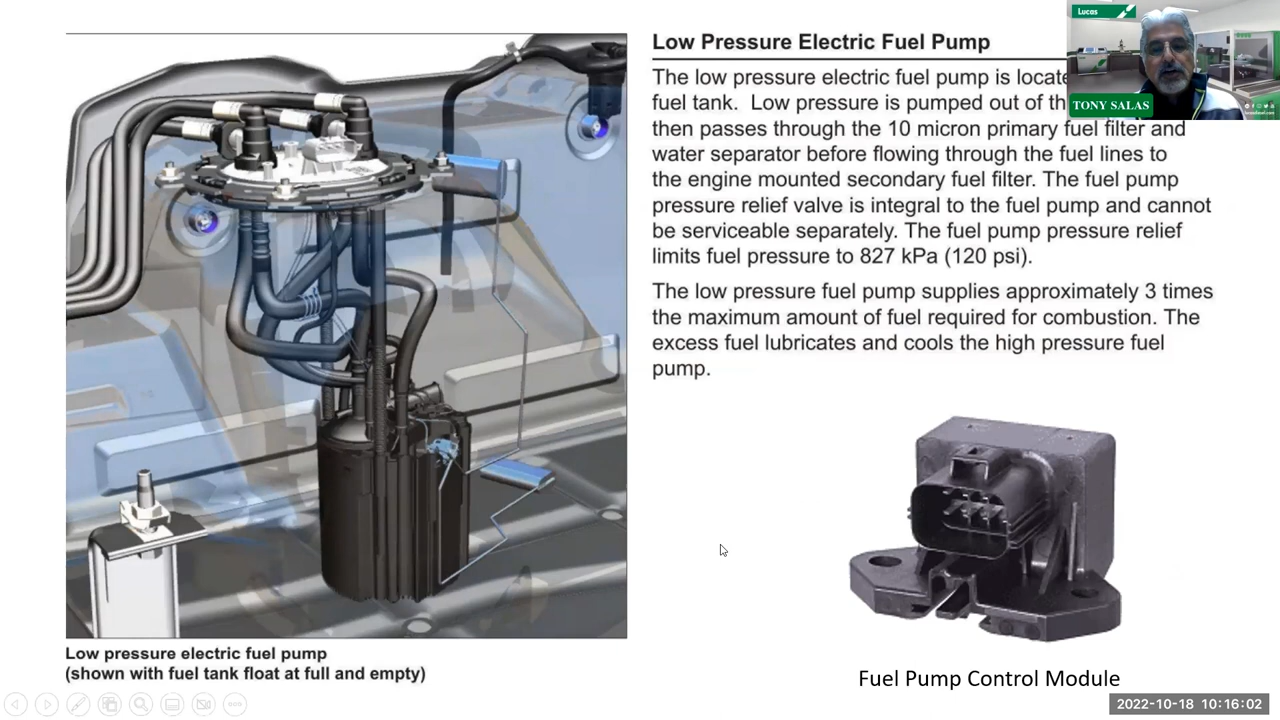 Low Pressure Electric Fuel Pump
The low pressure electric fuel pump is
fuel tank. Low pressure is pumped out of
then passes through the 10 micron primary fuel filter and
water separator before flowing through the fuel lines to
the engine mounted secondary fuel filter. The fuel pump
pressure relief valve is integral to the fuel pump and cannot
be serviceable separately. The fuel pump pressure relief
limits fuel pressure to 827 kPa (120 psi).
The low pressure fuel pump supplies approximately 3 times
the maximum amount of fuel required for combustion. The
excess fuel lubricates and cools the high pressure fuel
pump.
Lucas
TONY SALAS
Low pressure electric fuel pump
(shown with fuel tank float at full and empty)
Fuel Pump Control Module
2022-10-18 10:16:02